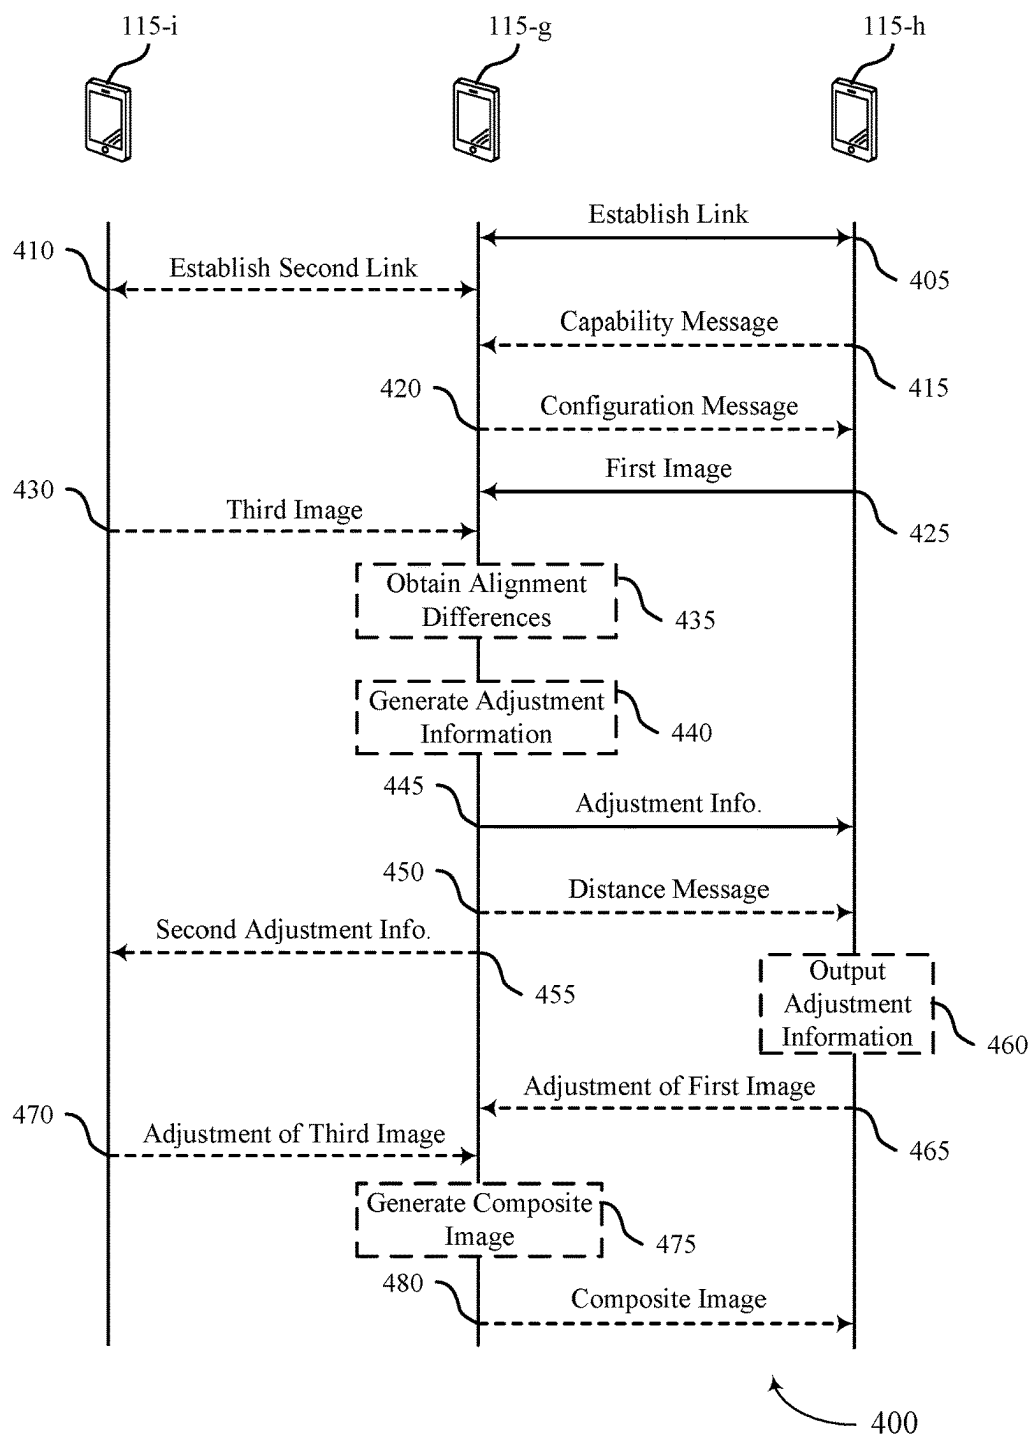 115-i
115-g
115-h
Establish Link
410
Establish Second Link
405
Capability Message
420
415
Configuration Message
430
First Image
Third Image
425
Obtain Alignment
Differences
435
Generate Adjustment
Information
440
445
Adjustment Info.
450
Distance Message
Second Adjustment Info.
455
Output
Adjustment
Information
460
470
Adjustment of First Image
Adjustment of Third Image
465
Generate Composite
Image
475
480
Composite Image
400